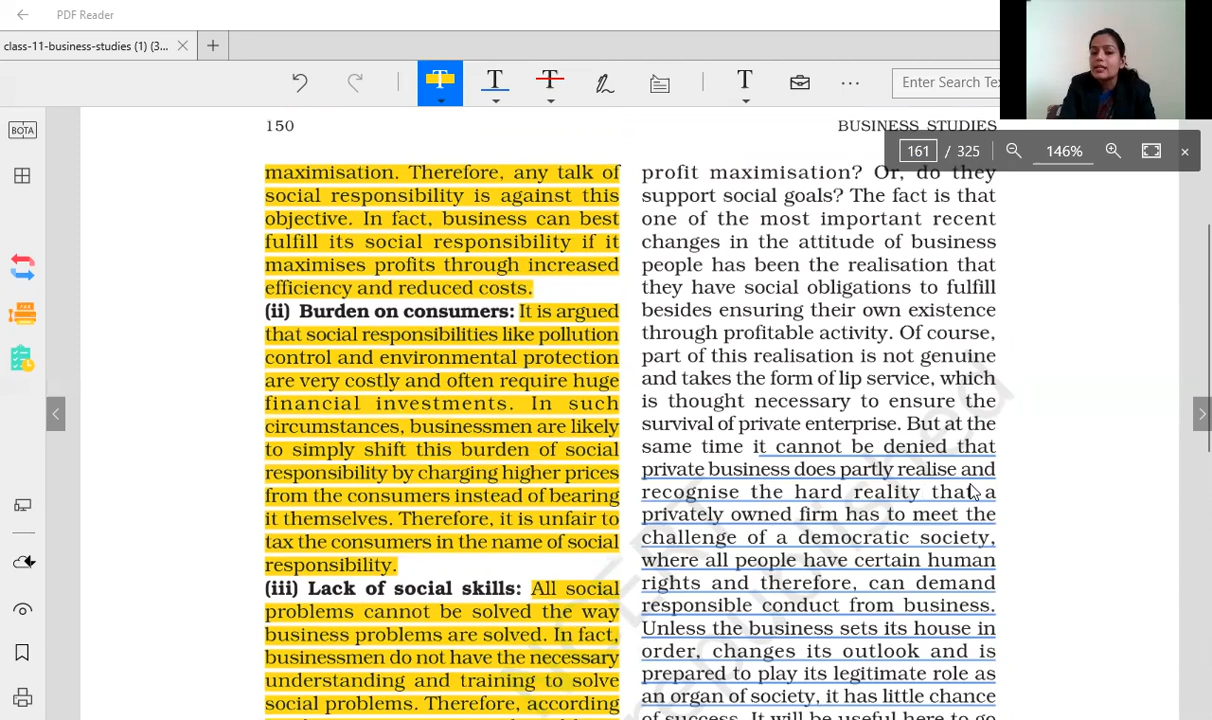 PDF Reader
class-11-business-studies (1) (3...
Enter Search Te
BOTA
161 / 325
146%
150
BUSINESS STUDIES
maximisation. Therefore, any talk of
social responsibility is against this
objective. In fact, business can best
fulfill its social responsibility if it
maximises profits through increased
efficiency and reduced costs.
(ii) Burden on consumers: It is argued
that social responsibilities like pollution
control and environmental protection
are very costly and often require huge
financial investments. In such
circumstances, businessmen are likely
to simply shift this burden of social
responsibility by charging higher prices
from the consumers instead of bearing
it themselves. Therefore, it is unfair to
tax the consumers in the name of social
responsibility.
(iii) Lack of social skills: All social
problems cannot be solved the way
business problems are solved. In fact,
businessmen do not have the necessary
understanding and training to solve
social problems. Therefore, according
profit maximisation? Or, do they
support social goals? The fact is that
one of the most important recent
changes in the attitude of business
people has been the realisation that
they have social obligations to fulfill
besides ensuring their own existence
through profitable activity. Of course,
part of this realisation is not genuine
and takes the form of lip service, which
is thought necessary to ensure the
survival of private enterprise. But at the
same time it cannot be denied that
private business does partly realise and
recognise the hard reality that a
privately owned firm has to meet the
challenge of a democratic society,
where all people have certain human
rights and therefore, can demand
responsible conduct from business.
Unless the business sets its house in
order, changes its outlook and is
prepared to play its legitimate role as
an organ of society, it has little chance
of success. It will be useful here to go